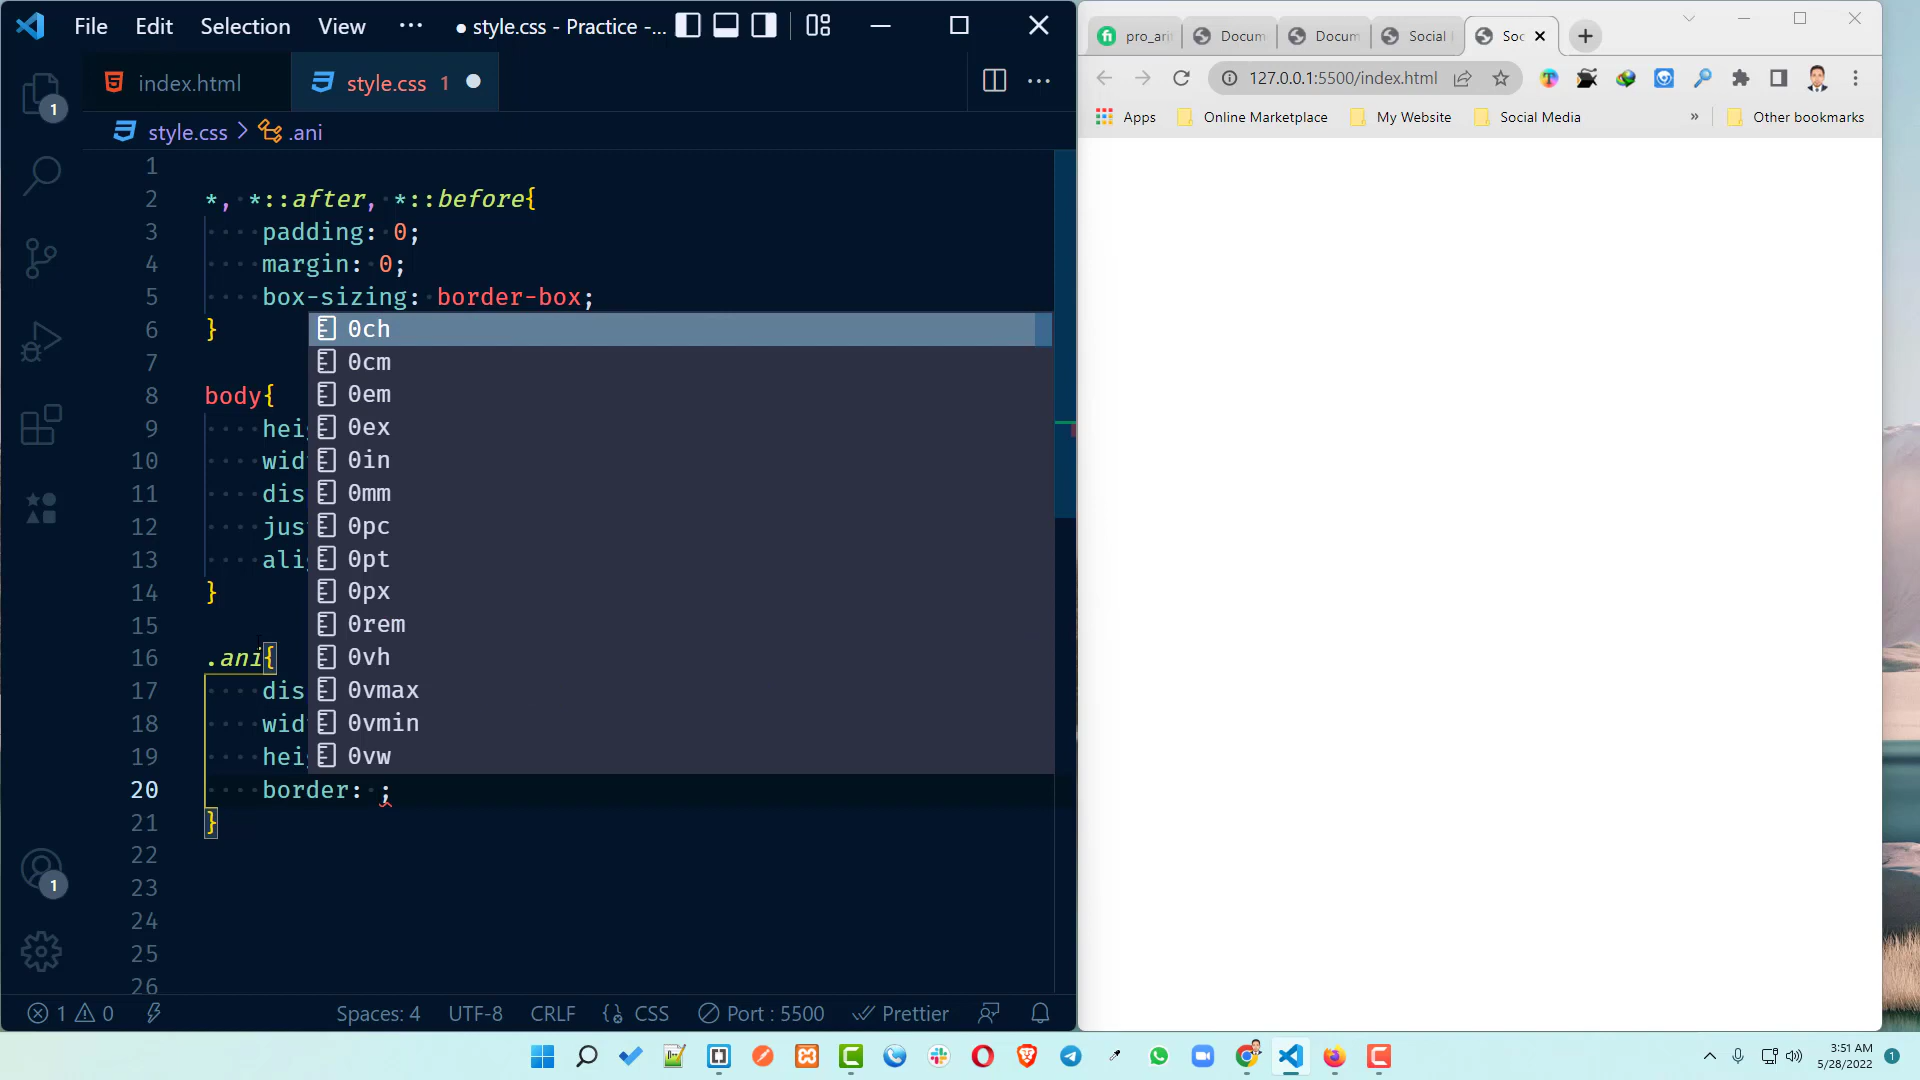 File Edit Selection View ··· ● style.css - Practice -...
index.html style.css 1
style.css > .ani
1
2 *, *::after, *::before{
3 padding: 0;
4 margin: 0;
5 box-sizing: border-box;
6 }
0ch
7
0cm
8 body{
0em
9 hei
0ex
10 wid
0in
11 dis
0mm
12 jus
0pc
13 ali
0pt
14 }
0px
15
0rem
16 .ani{
0vh
17 dis
0vmax
18 wid
0vmin
19 hei
0vw
20 border: ;
21 }
22
23
24
25
26
1 0 Spaces: 4 UTF-8 CRLF {} CSS Port : 5500 Prettier
1
1
pro_ari Docum Docum Social Soc
127.0.0.1:5500/index.html
Apps Online Marketplace My Website Social Media » Other bookmarks
3:51 AM
5/28/2022
1